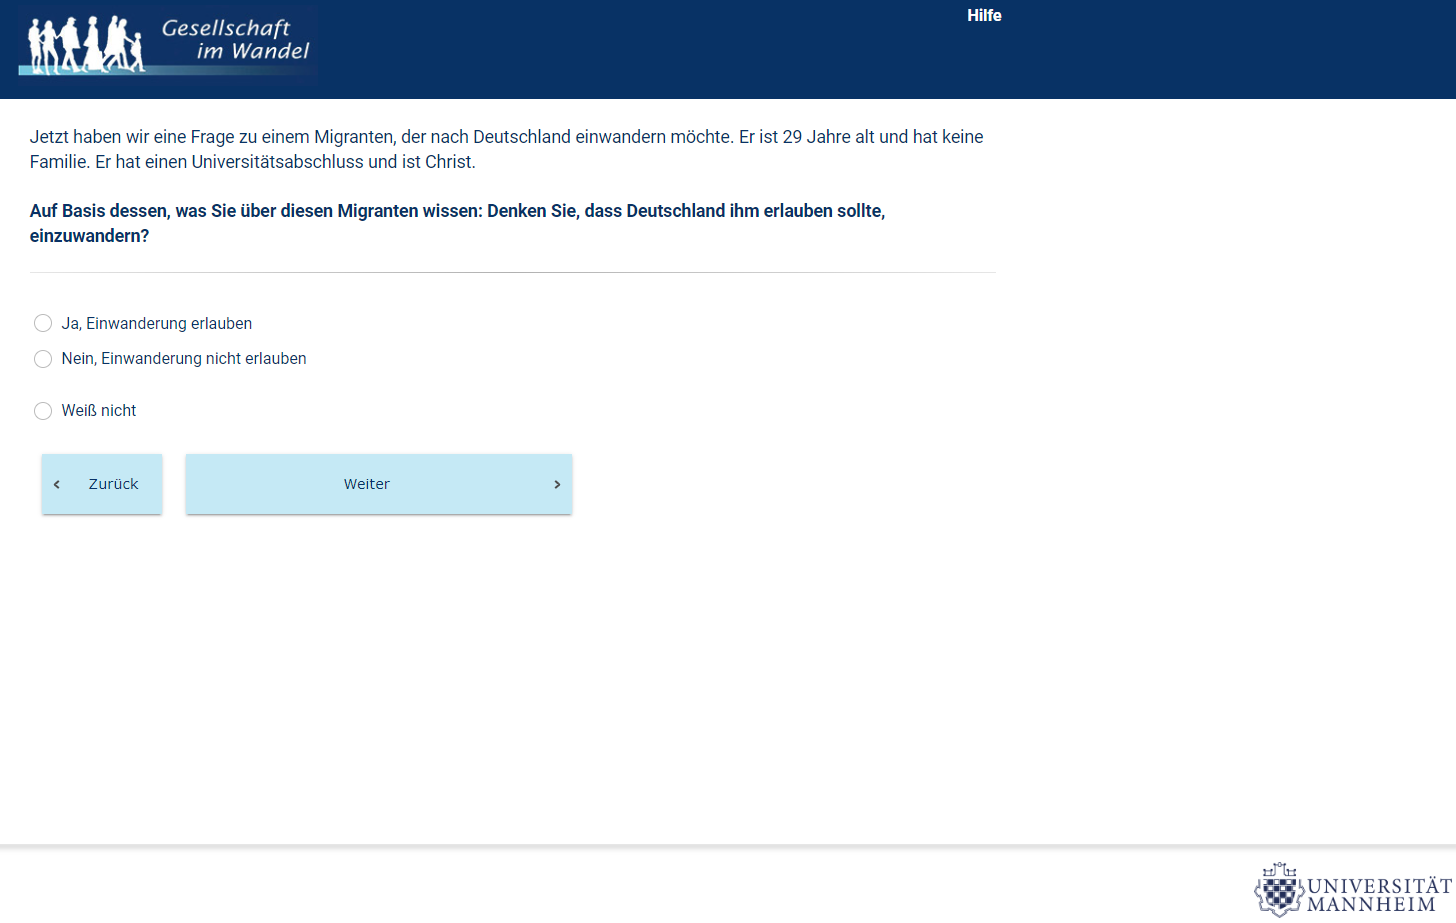 Gesellschaft
im Wandel
Hilfe
Jetzt haben wir eine Frage zu einem Migranten, der nach Deutschland einwandern möchte. Er ist 29 Jahre alt und hat keine
Familie. Er hat einen Universitätsabschluss und ist Christ.
Auf Basis dessen, was Sie über diesen Migranten wissen: Denken Sie, dass Deutschland ihm erlauben sollte,
einzuwandern?
Ja, Einwanderung erlauben
Nein, Einwanderung nicht erlauben
Weiß nicht
Zurück
Weiter
UNIVERSITÄT
MANNHEIM